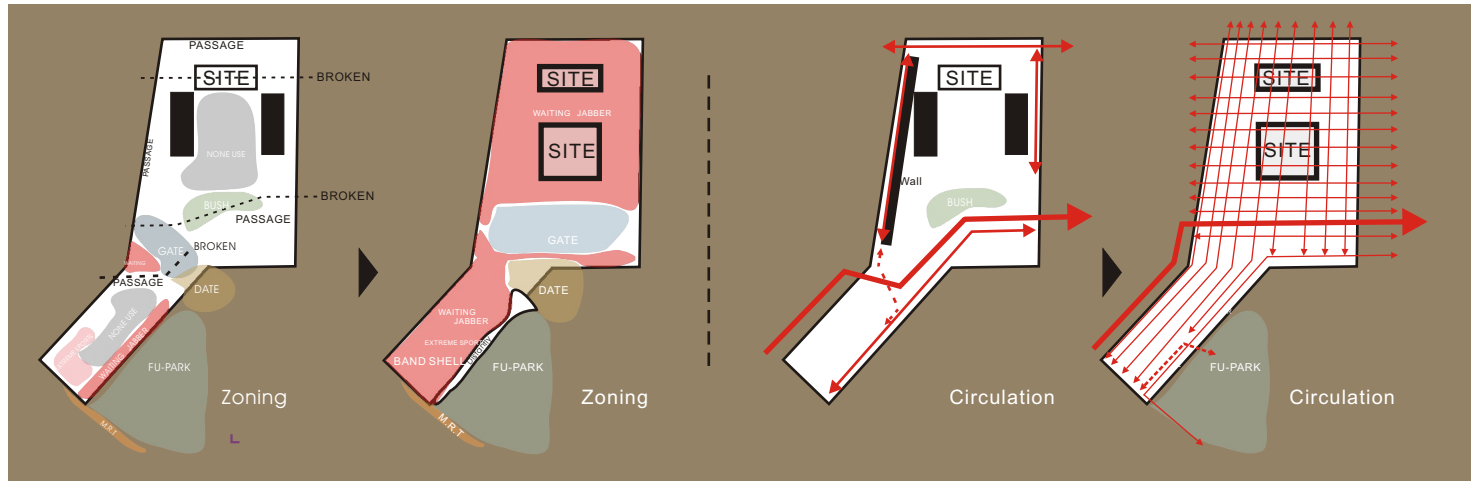 PASSAGE
SITE
BROKEN
PASSAGE
NONE USE
BUSH
BROKEN
PASSAGE
GATE
BROKEN
WAITING
PASSAGE
DATE
NONE USE
WAITING JABBER
FU-PARK
M.R.T
Zoning
SITE
WAITING JABBER
SITE
GATE
DATE
WAITING
JABBER
EXTREME SPORT
BAND SHELL
FU-PARK
M.R.T
Zoning
SITE
Wall
BUSH
Circulation
SITE
SITE
FU-PARK
Circulation